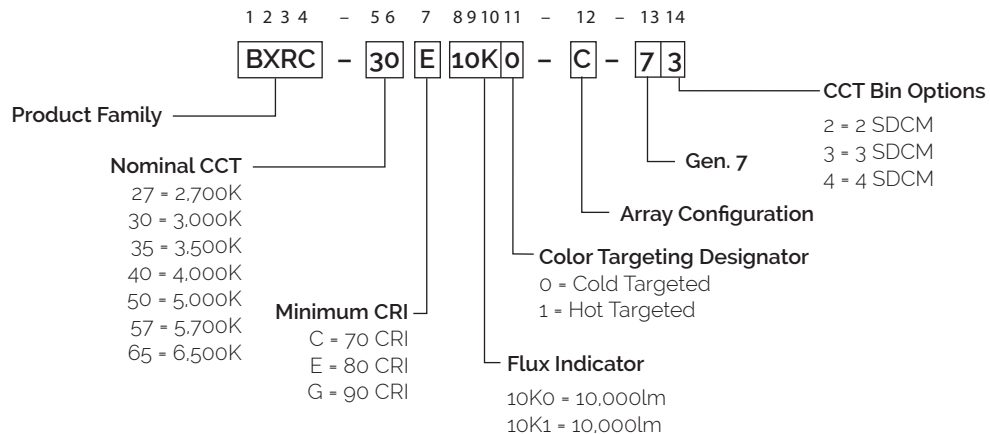 1 2 3 4 – 5 6 7 8 9 10 11 – 12 – 13 14
BXRC – 30 E 10K 0 – C – 7 3
Product Family
CCT Bin Options
2 = 2 SDCM
3 = 3 SDCM
4 = 4 SDCM
Gen. 7
Nominal CCT
27 = 2,700K
30 = 3,000K
35 = 3,500K
40 = 4,000K
50 = 5,000K
57 = 5,700K
65 = 6,500K
Array Configuration
Color Targeting Designator
0 = Cold Targeted
1 = Hot Targeted
Minimum CRI
C = 70 CRI
E = 80 CRI
G = 90 CRI
Flux Indicator
10K0 = 10,000lm
10K1 = 10,000lm